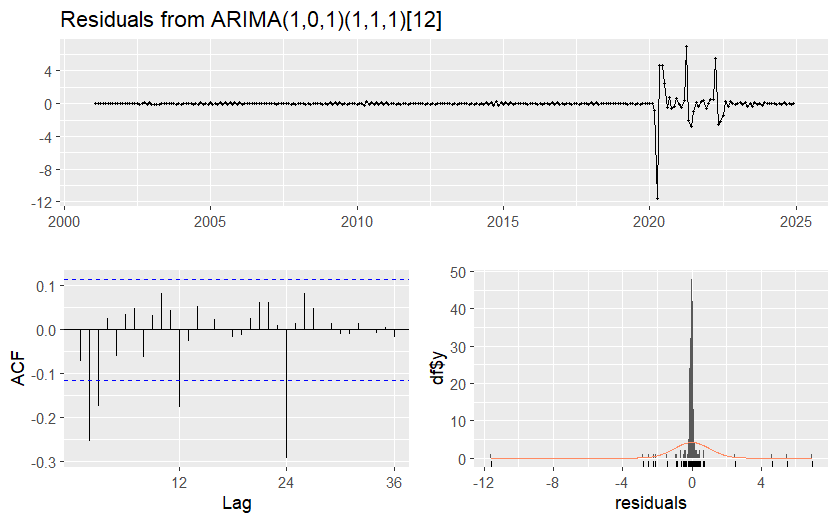 Residuals from ARIMA(1,0,1)(1,1,1)[12]
4
0
-4
-8
-12
2000 2005 2010 2015 2020 2025
0.1
0.0
-0.1
-0.2
-0.3
ACF
12 24 36
Lag
50
40
30
20
10
0
df$y
-12 -8 -4 0 4
residuals